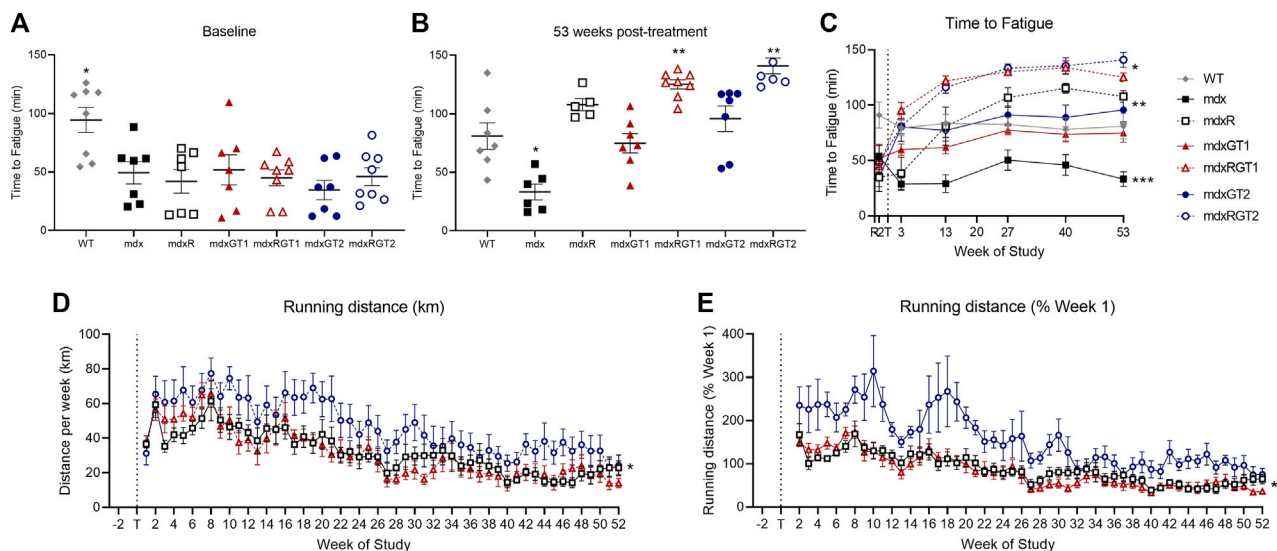 A
Baseline
Time to Fatigue (min)
150
100
50
0
*
WT
mdx
mdxR
mdxGT1
mdxRGT1
mdxGT2
mdxRGT2
B
53 weeks post-treatment
Time to Fatigue (min)
150
100
50
0
*
**
**
WT
mdx
mdxR
mdxGT1
mdxRGT1
mdxGT2
mdxRGT2
C
Time to Fatigue
Time to Fatigue (min)
150
100
50
0
R 2T 3 13 20 27 40 53
Week of Study
*
**
***
WT
mdx
mdxR
mdxGT1
mdxRGT1
mdxGT2
mdxRGT2
D
Running distance (km)
Distance per week (km)
100
80
60
40
20
0
-2 T 2 4 6 8 10 12 14 16 18 20 22 24 26 28 30 32 34 36 38 40 42 44 46 48 50 52
Week of Study
*
E
Running distance (% Week 1)
Running distance (% Week 1)
400
300
200
100
0
-2 T 2 4 6 8 10 12 14 16 18 20 22 24 26 28 30 32 34 36 38 40 42 44 46 48 50 52
Week of Study
*